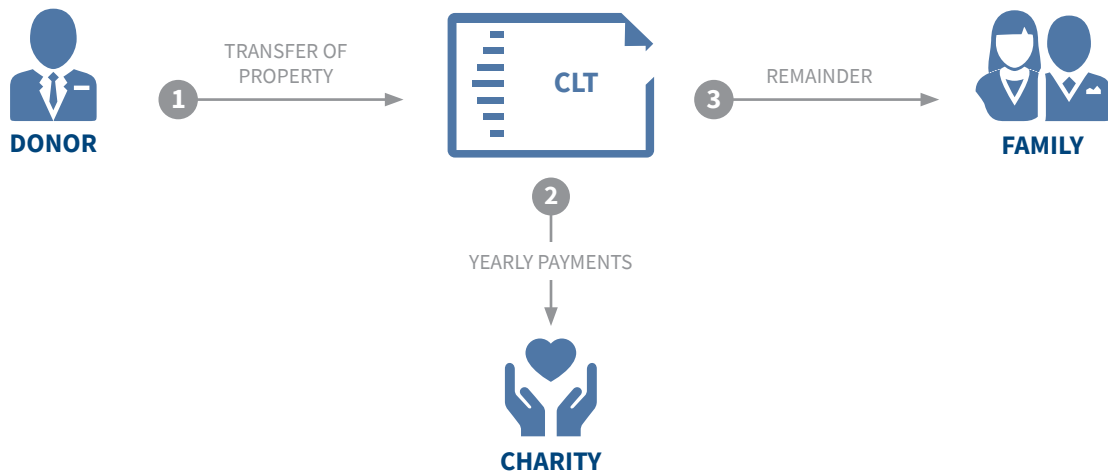 TRANSFER OF
PROPERTY
1
DONOR
CLT
3
REMAINDER
FAMILY
2
YEARLY PAYMENTS
CHARITY